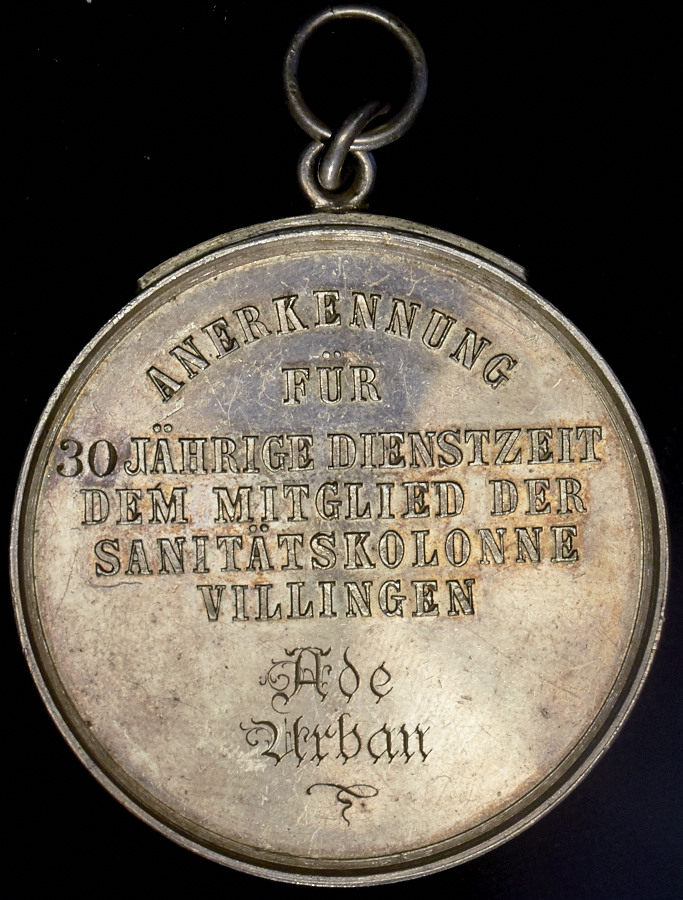 ANERKENNUNG
FÜR
30 JÄHRIGE DIENSTZEIT
DEM MITGLIED DER
SANITÄTSKOLONNE
VILLINGEN
Ade
Urban